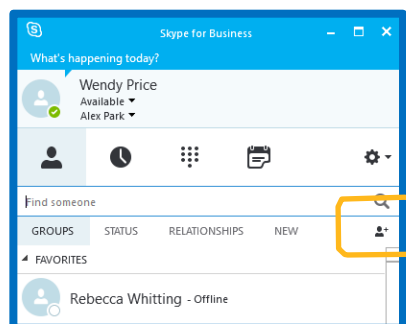 Skype for Business
What's happening today?
Wendy Price
Available
Alex Park
Find someone
GROUPS STATUS RELATIONSHIPS NEW
FAVORITES
Rebecca Whitting - Offline